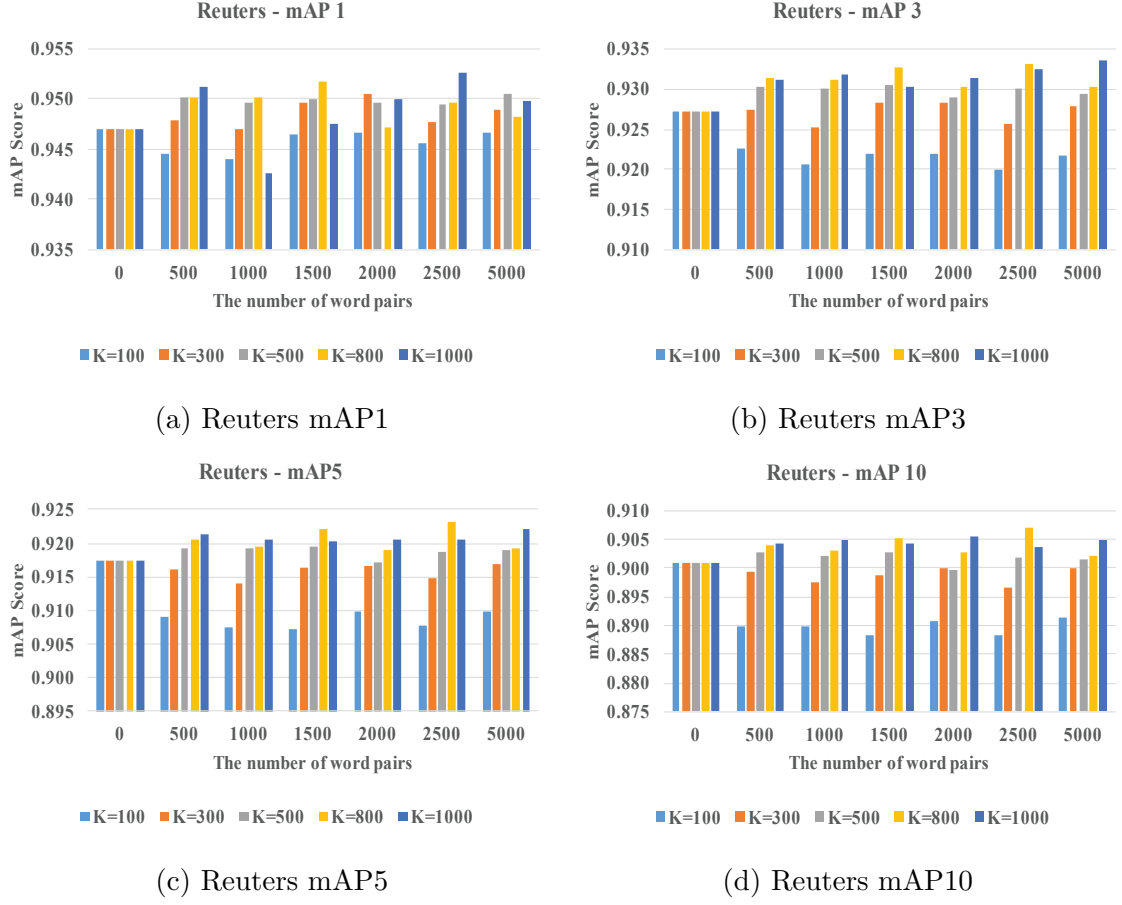 Reuters - mAP 1
0.955
0.950
0.945
0.940
0.935
mAP Score
0 500 1000 1500 2000 2500 5000
The number of word pairs
K=100 K=300 K=500 K=800 K=1000
(a) Reuters mAP1
Reuters - mAP 3
0.935
0.930
0.925
0.920
0.915
0.910
mAP Score
0 500 1000 1500 2000 2500 5000
The number of word pairs
K=100 K=300 K=500 K=800 K=1000
(b) Reuters mAP3
Reuters - mAP5
0.925
0.920
0.915
0.910
0.905
0.900
0.895
mAP Score
0 500 1000 1500 2000 2500 5000
The number of word pairs
K=100 K=300 K=500 K=800 K=1000
(c) Reuters mAP5
Reuters - mAP 10
0.910
0.905
0.900
0.895
0.890
0.885
0.880
0.875
mAP Score
0 500 1000 1500 2000 2500 5000
The number of word pairs
K=100 K=300 K=500 K=800 K=1000
(d) Reuters mAP10